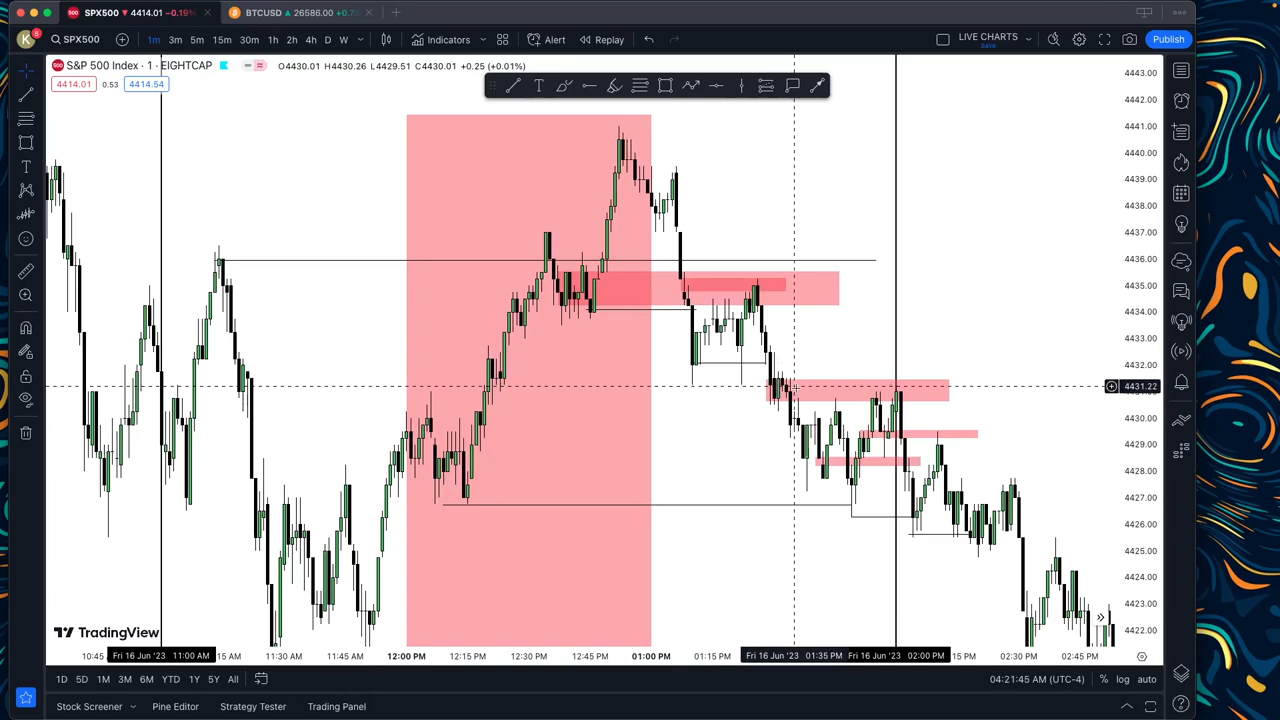 SPX500 ▼ 4414.01 −0.19%
BTCUSD ▲ 26586.00 +0.7
K 6 SPX500 1m 3m 5m 15m 30m 1h 2h 4h D W Indicators Alert Replay LIVE CHARTS Save Publish
S&P 500 Index · 1 · EIGHTCAP O4430.01 H4430.26 L4429.51 C4430.01 +0.25 (+0.01%)
4414.01 0.53 4414.54
4443.00
4442.00
4441.00
4440.00
4439.00
4438.00
4437.00
4436.00
4435.00
4434.00
4433.00
4432.00
4431.22
4430.00
4429.00
4428.00
4427.00
4426.00
4425.00
4424.00
4423.00
4422.00
TradingView
10:45 Fri 16 Jun '23 11:00 AM :15 AM 11:30 AM 11:45 AM 12:00 PM 12:15 PM 12:30 PM 12:45 PM 01:00 PM 01:15 PM Fri 16 Jun '23 01:35 PM Fri 16 Jun '23 02:00 PM 15 PM 02:30 PM 02:45 PM
1D 5D 1M 3M 6M YTD 1Y 5Y All 04:21:45 AM (UTC-4) % log auto
Stock Screener Pine Editor Strategy Tester Trading Panel